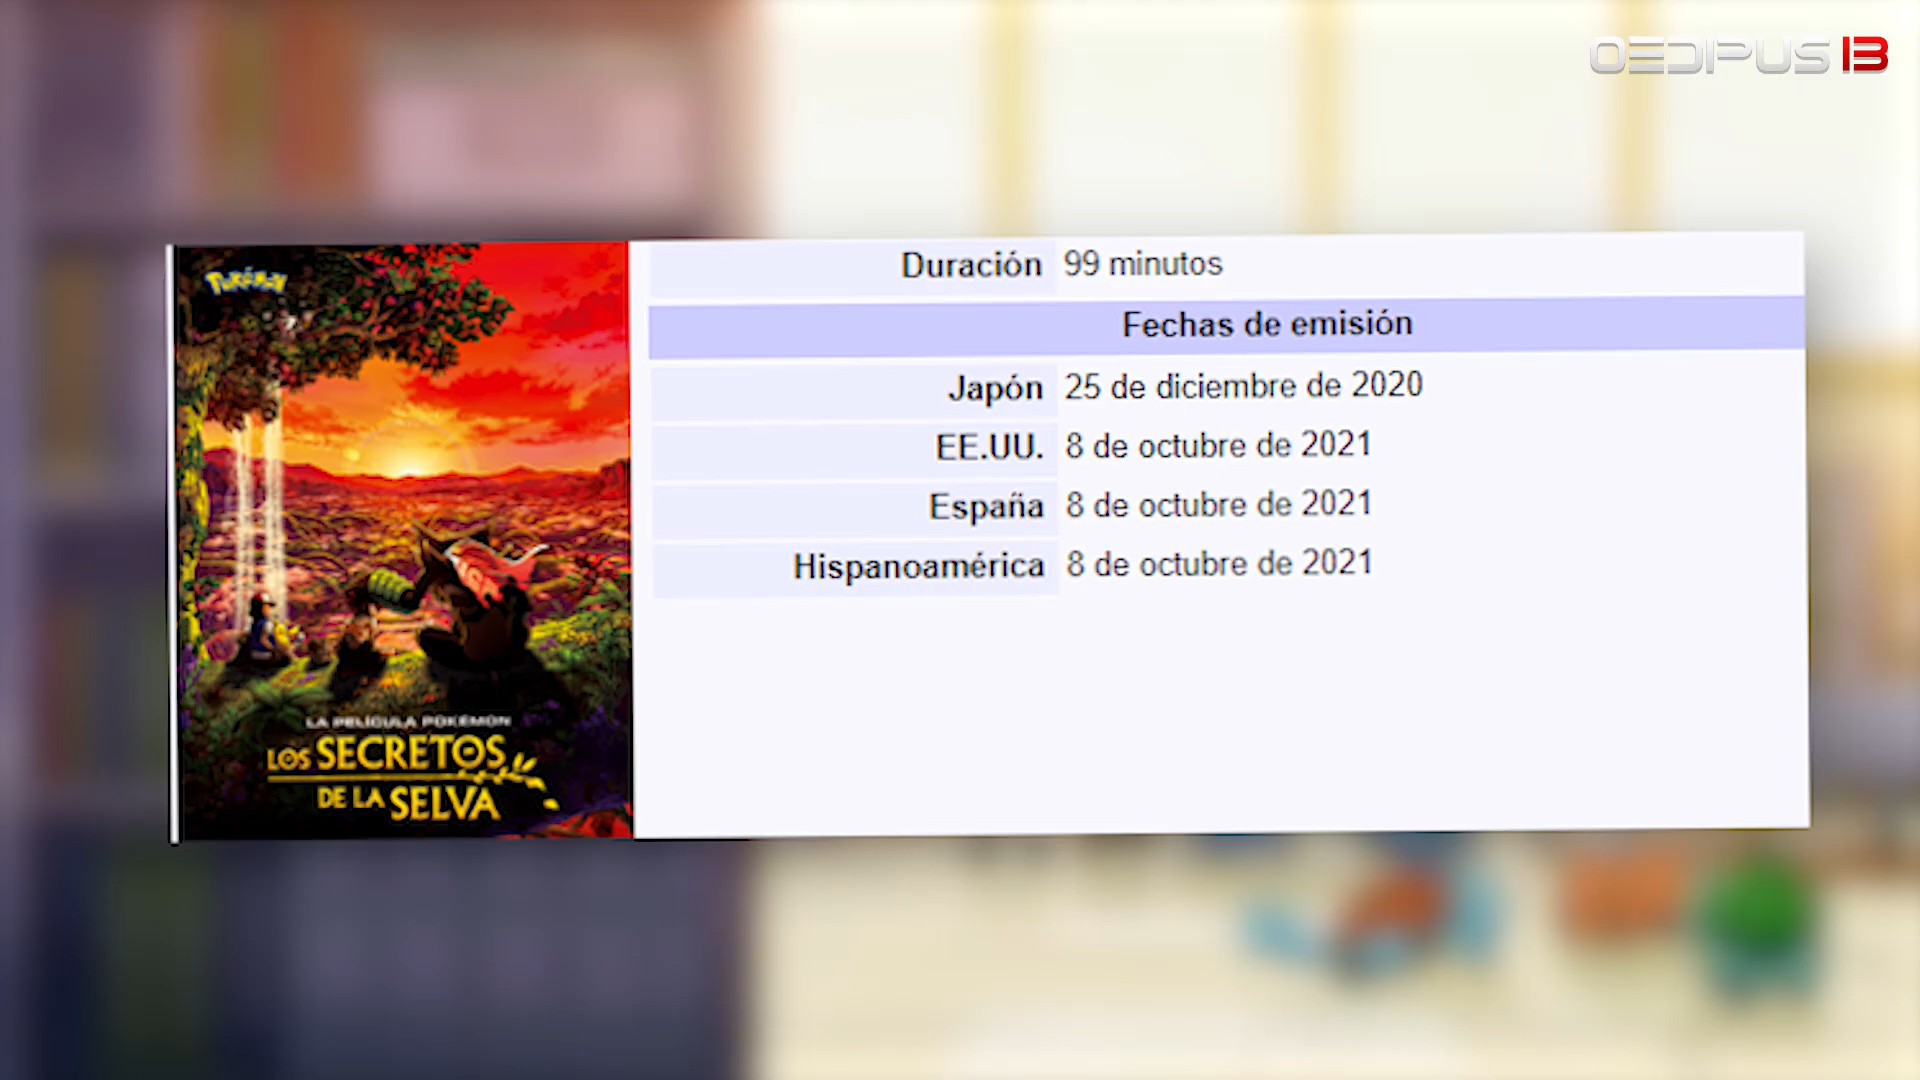 OEDIPUS 13
Pokémon
LA PELÍCULA POKÉMON
LOS SECRETOS
DE LA SELVA
Duración 99 minutos
Fechas de emisión
Japón 25 de diciembre de 2020
EE.UU. 8 de octubre de 2021
España 8 de octubre de 2021
Hispanoamérica 8 de octubre de 2021